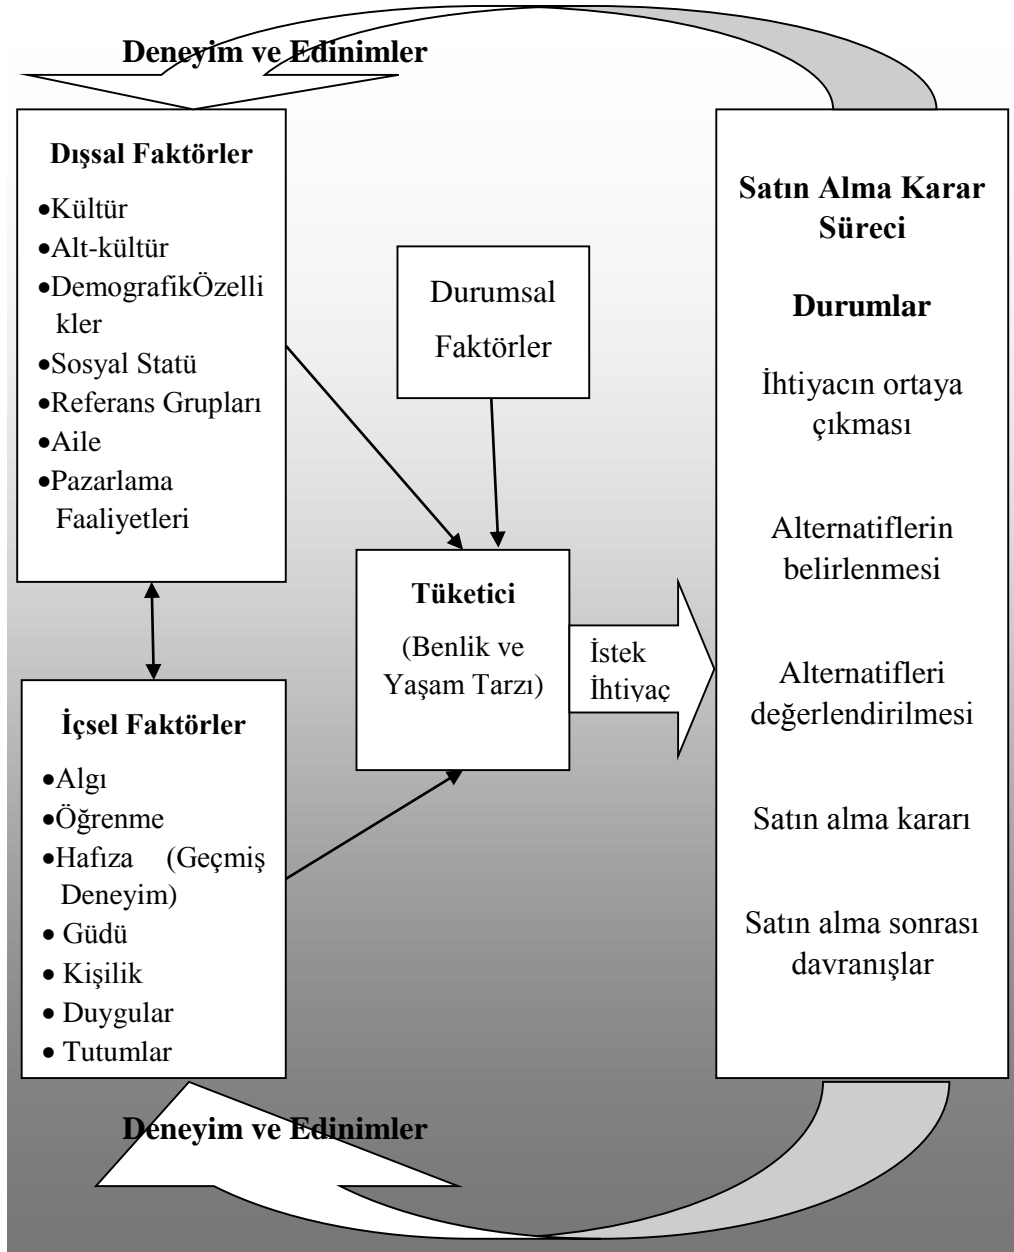 Deneyim ve Edinimler
Dışsal Faktörler
•Kültür
•Alt-kültür
•DemografikÖzelli
kler
•Sosyal Statü
•Referans Grupları
•Aile
•Pazarlama
Faaliyetleri
Durumsal
Faktörler
Tüketici
(Benlik ve
Yaşam Tarzı)
İstek
İhtiyaç
İçsel Faktörler
•Algı
•Öğrenme
•Hafıza (Geçmiş
Deneyim)
• Güdü
• Kişilik
• Duygular
• Tutumlar
Satın Alma Karar
Süreci
Durumlar
İhtiyacın ortaya
çıkması
Alternatiflerin
belirlenmesi
Alternatifleri
değerlendirilmesi
Satın alma kararı
Satın alma sonrası
davranışlar
Deneyim ve Edinimler